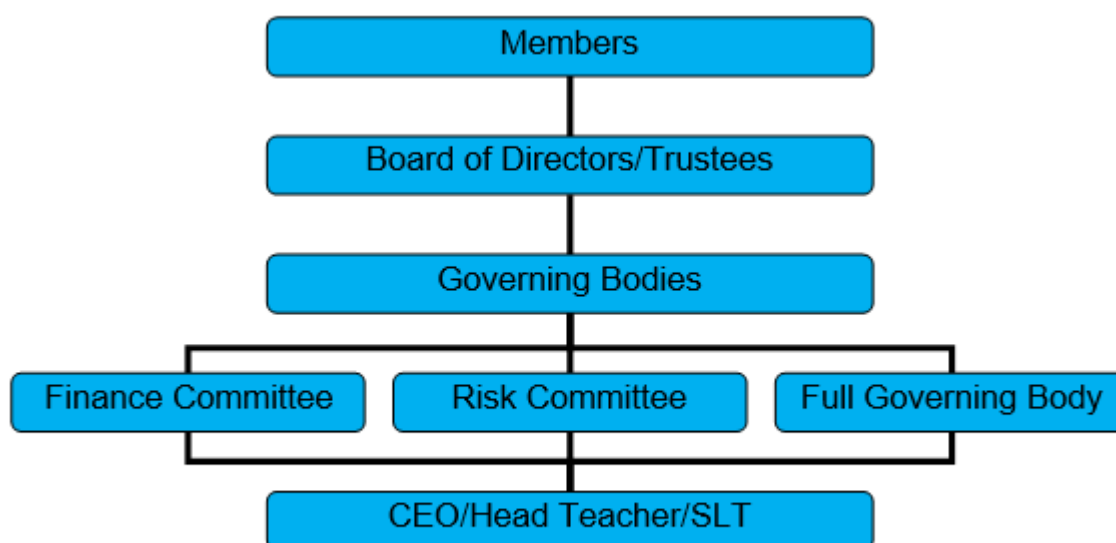 Members
Board of Directors/Trustees
Governing Bodies
Finance Committee
Risk Committee
Full Governing Body
CEO/Head Teacher/SLT